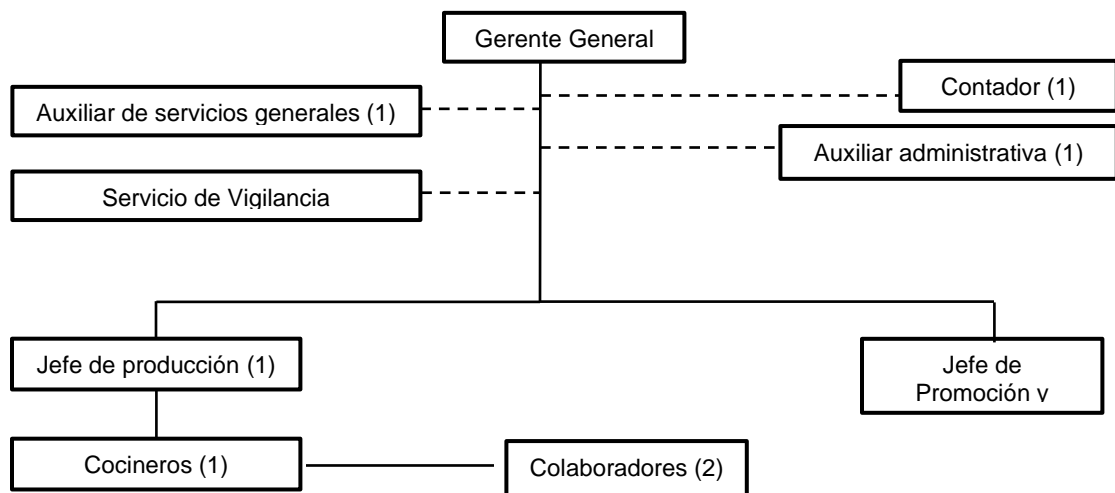 Gerente General
Contador (1)
Auxiliar de servicios generales (1)
Auxiliar administrativa (1)
Servicio de Vigilancia
Jefe de producción (1)
Jefe de
Promoción y
Cocineros (1)
Colaboradores (2)